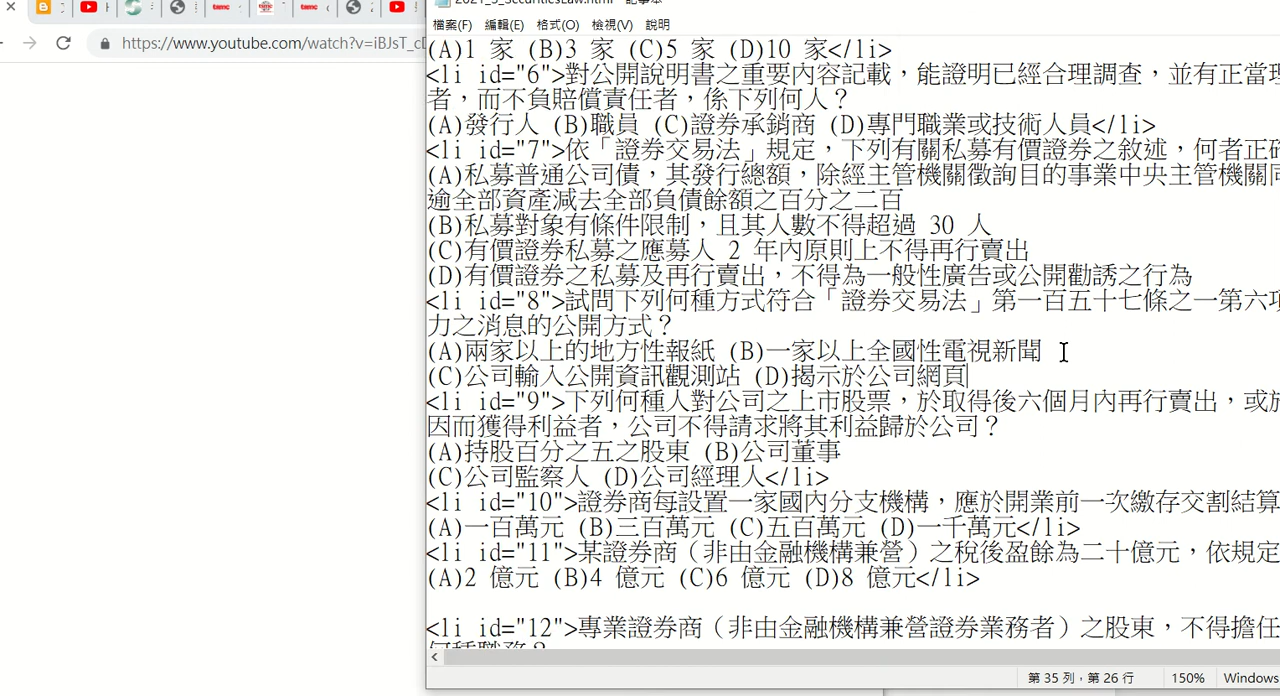 https://www.youtube.com/watch?v=iBJsT_c
2021_3_SecuritiesLaw.html - 記事本
檔案(F) 編輯(E) 格式(O) 檢視(V) 說明
(A)1 家 (B)3 家 (C)5 家 (D)10 家</li>
<li id="6">對公開說明書之重要內容記載，能證明已經合理調查，並有正當理
者，而不負賠償責任者，係下列何人？
(A)發行人 (B)職員 (C)證券承銷商 (D)專門職業或技術人員</li>
<li id="7">依「證券交易法」規定，下列有關私募有價證券之敘述，何者正確
(A)私募普通公司債，其發行總額，除經主管機關徵詢目的事業中央主管機關同
逾全部資產減去全部負債餘額之百分之二百
(B)私募對象有條件限制，且其人數不得超過 30 人
(C)有價證券私募之應募人 2 年內原則上不得再行賣出
(D)有價證券之私募及再行賣出，不得為一般性廣告或公開勸誘之行為
<li id="8">試問下列何種方式符合「證券交易法」第一百五十七條之一第六項
力之消息的公開方式？
(A)兩家以上的地方性報紙 (B)一家以上全國性電視新聞
(C)公司輸入公開資訊觀測站 (D)揭示於公司網頁
<li id="9">下列何種人對公司之上市股票，於取得後六個月內再行賣出，或於
因而獲得利益者，公司不得請求將其利益歸於公司？
(A)持股百分之五之股東 (B)公司董事
(C)公司監察人 (D)公司經理人</li>
<li id="10">證券商每設置一家國內分支機構，應於開業前一次繳存交割結算
(A)一百萬元 (B)三百萬元 (C)五百萬元 (D)一千萬元</li>
<li id="11">某證券商（非由金融機構兼營）之稅後盈餘為二十億元，依規定
(A)2 億元 (B)4 億元 (C)6 億元 (D)8 億元</li>
<li id="12">專業證券商（非由金融機構兼營證券業務者）之股東，不得擔任
何種職務？
第 35 列，第 26 行 150% Windows